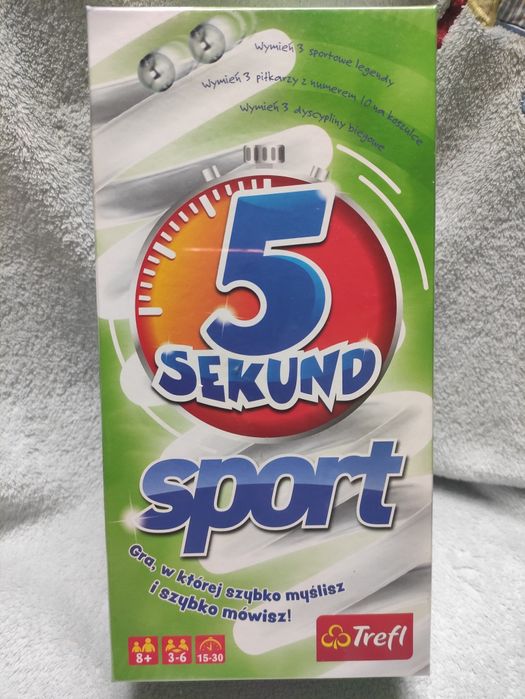 Wymień 3 sportowe legendy
Wymień 3 piłkarzy z numerem 10 na koszulce
Wymień 3 dyscypliny biegowe
5
SEKUND
sport
Gra, w której szybko myślisz
i szybko mówisz!
8+ 3-6 15-30
Trefl